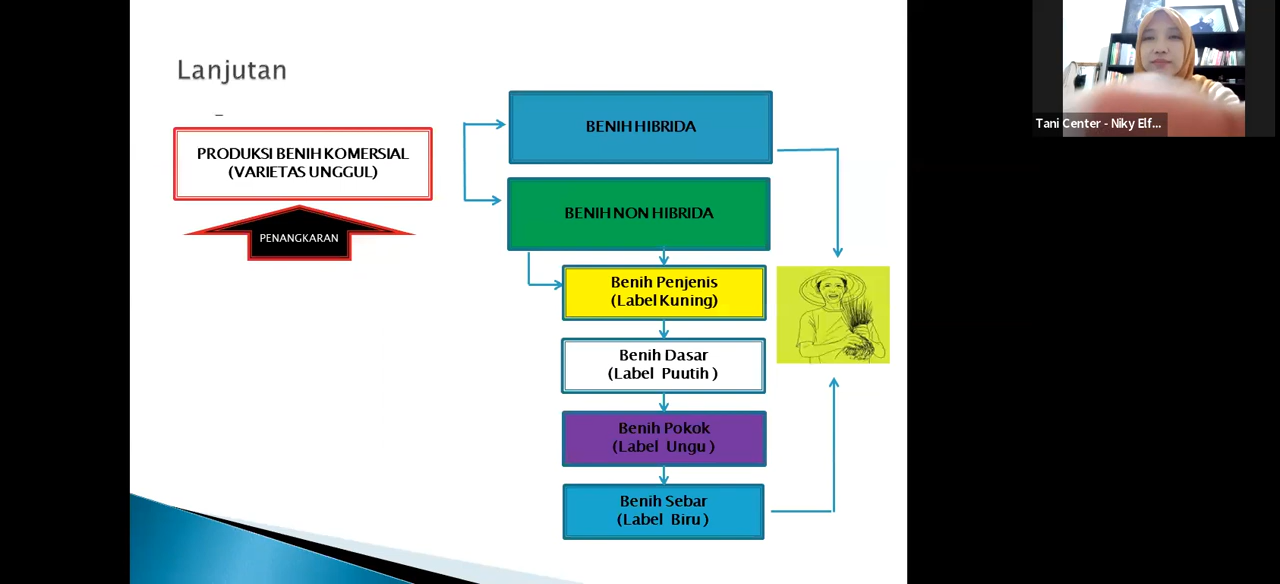 Lanjutan
PRODUKSI BENIH KOMERSIAL
(VARIETAS UNGGUL)
PENANGKARAN
BENIH HIBRIDA
BENIH NON HIBRIDA
Benih Penjenis
(Label Kuning)
Benih Dasar
(Label Puutih )
Benih Pokok
(Label Ungu )
Benih Sebar
(Label Biru )
Tani Center - Niky Elf...